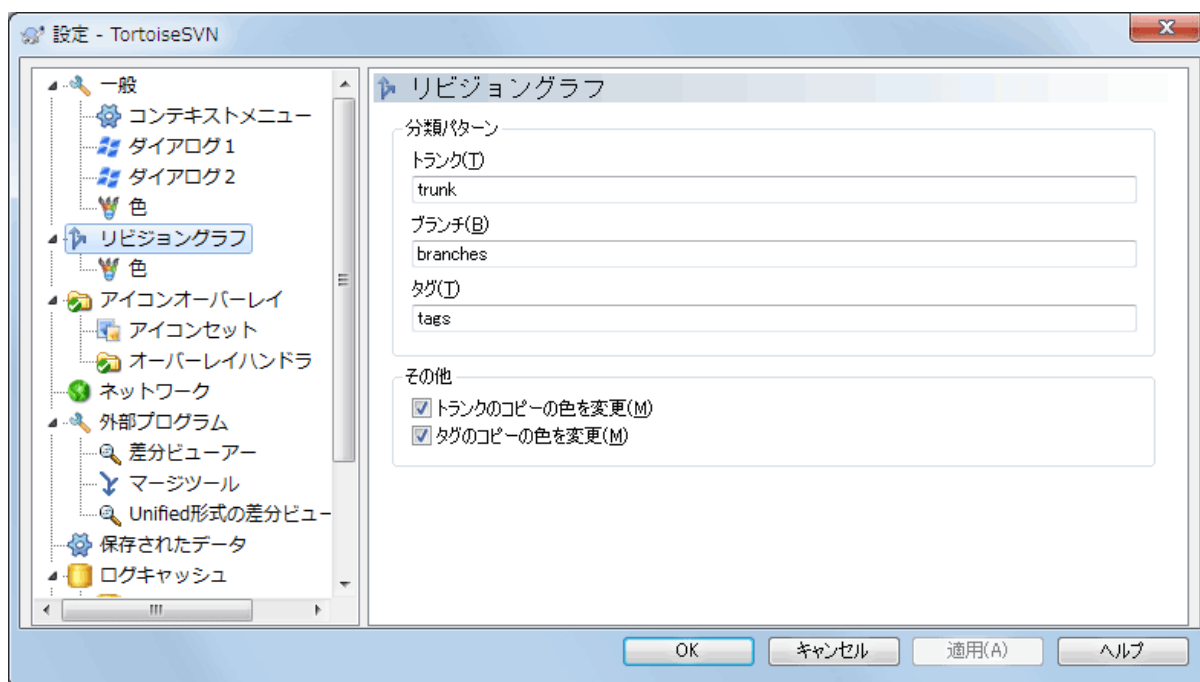 設定 - TortoiseSVN
一般
コンテキストメニュー
ダイアログ1
ダイアログ2
色
リビジョングラフ
色
アイコンオーバーレイ
アイコンセット
オーバーレイハンドラ
ネットワーク
外部プログラム
差分ビューアー
マージツール
Unified形式の差分ビュー
保存されたデータ
ログキャッシュ
リビジョングラフ
分類パターン
トランク(T)
trunk
ブランチ(B)
branches
タグ(T)
tags
その他
トランクのコピーの色を変更(M)
タグのコピーの色を変更(M)
OK
キャンセル
適用(A)
ヘルプ